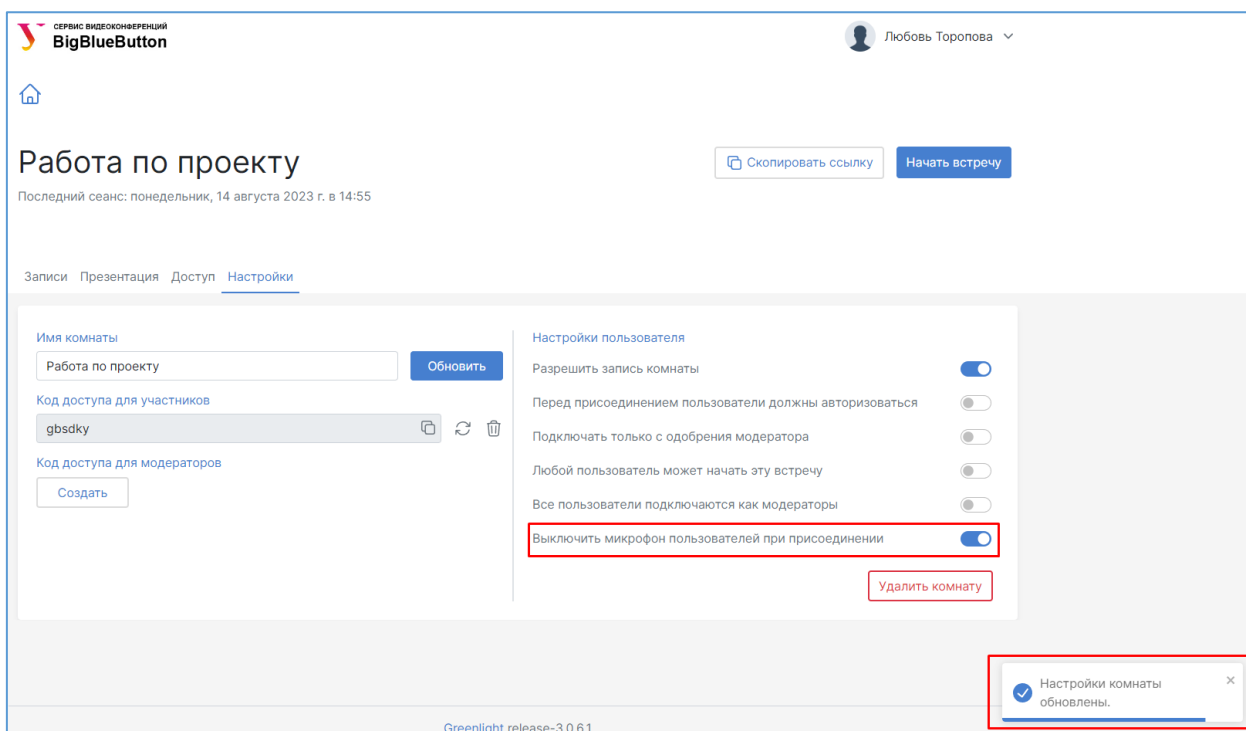 СЕРВИС ВИДЕОКОНФЕРЕНЦИЙ
BigBlueButton
Любовь Торопова
Работа по проекту
Скопировать ссылку
Начать встречу
Последний сеанс: понедельник, 14 августа 2023 г. в 14:55
Записи Презентация Доступ Настройки
Имя комнаты
Работа по проекту
Обновить
Код доступа для участников
gbsdky
Код доступа для модераторов
Создать
Настройки пользователя
Разрешить запись комнаты
Перед присоединением пользователи должны авторизоваться
Подключать только с одобрения модератора
Любой пользователь может начать эту встречу
Все пользователи подключаются как модераторы
Выключить микрофон пользователей при присоединении
Удалить комнату
Настройки комнаты
обновлены.
Greenlight release-3.0.6.1